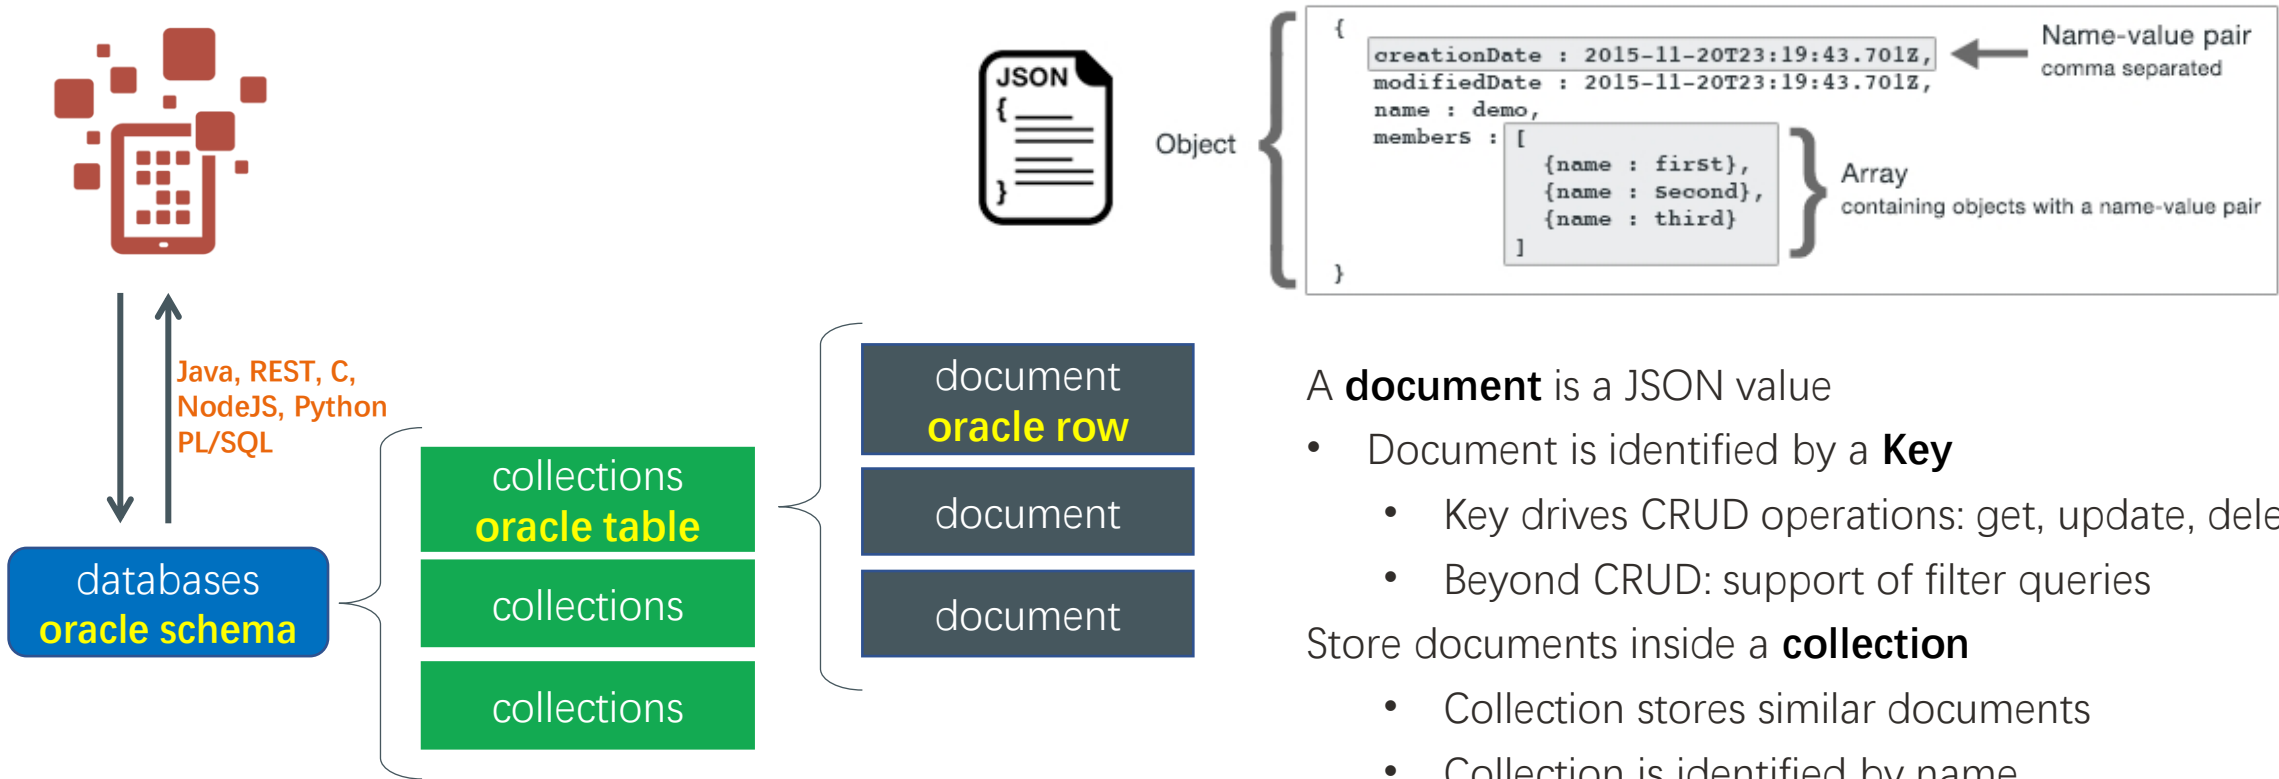 JSON
{
}
Object
{
creationDate : 2015-11-20T23:19:43.701Z,
modifiedDate : 2015-11-20T23:19:43.701Z,
name : demo,
members : [
{name : first},
{name : second},
{name : third}
]
}
Name-value pair
comma separated
Array
containing objects with a name-value pair
Java, REST, C,
NodeJS, Python
PL/SQL
databases
oracle schema
collections
oracle table
collections
collections
document
oracle row
document
document
A document is a JSON value
• Document is identified by a Key
• Key drives CRUD operations: get, update, dele
• Beyond CRUD: support of filter queries
Store documents inside a collection
• Collection stores similar documents
• Collection is identified by name